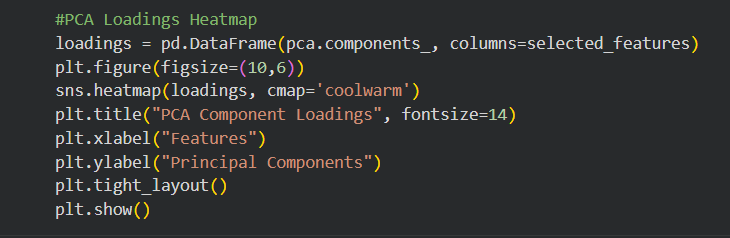 #PCA Loadings Heatmap
loadings = pd.DataFrame(pca.components_, columns=selected_features)
plt.figure(figsize=(10,6))
sns.heatmap(loadings, cmap='coolwarm')
plt.title("PCA Component Loadings", fontsize=14)
plt.xlabel("Features")
plt.ylabel("Principal Components")
plt.tight_layout()
plt.show()